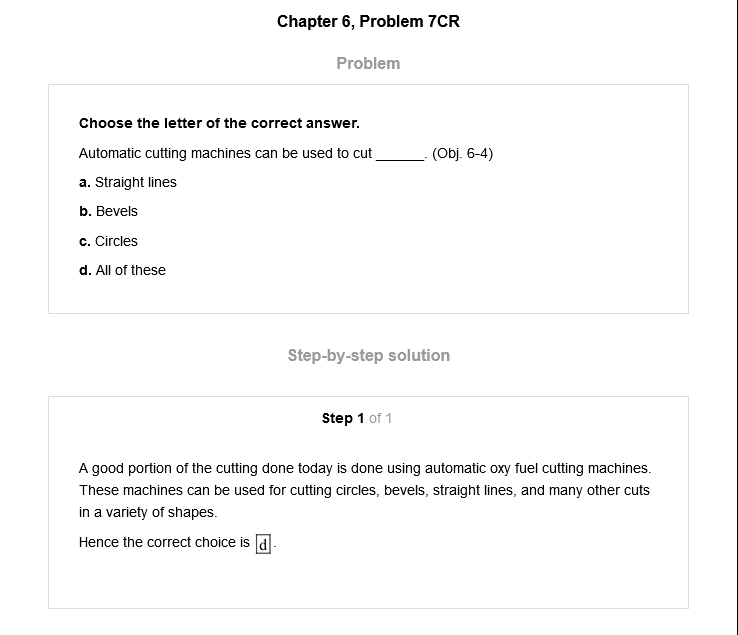 Chapter 6, Problem 7CR
Problem
Choose the letter of the correct answer.
Automatic cutting machines can be used to cut ______. (Obj. 6-4)
a. Straight lines
b. Bevels
c. Circles
d. All of these
Step-by-step solution
Step 1 of 1
A good portion of the cutting done today is done using automatic oxy fuel cutting machines.
These machines can be used for cutting circles, bevels, straight lines, and many other cuts
in a variety of shapes.
Hence the correct choice is d.